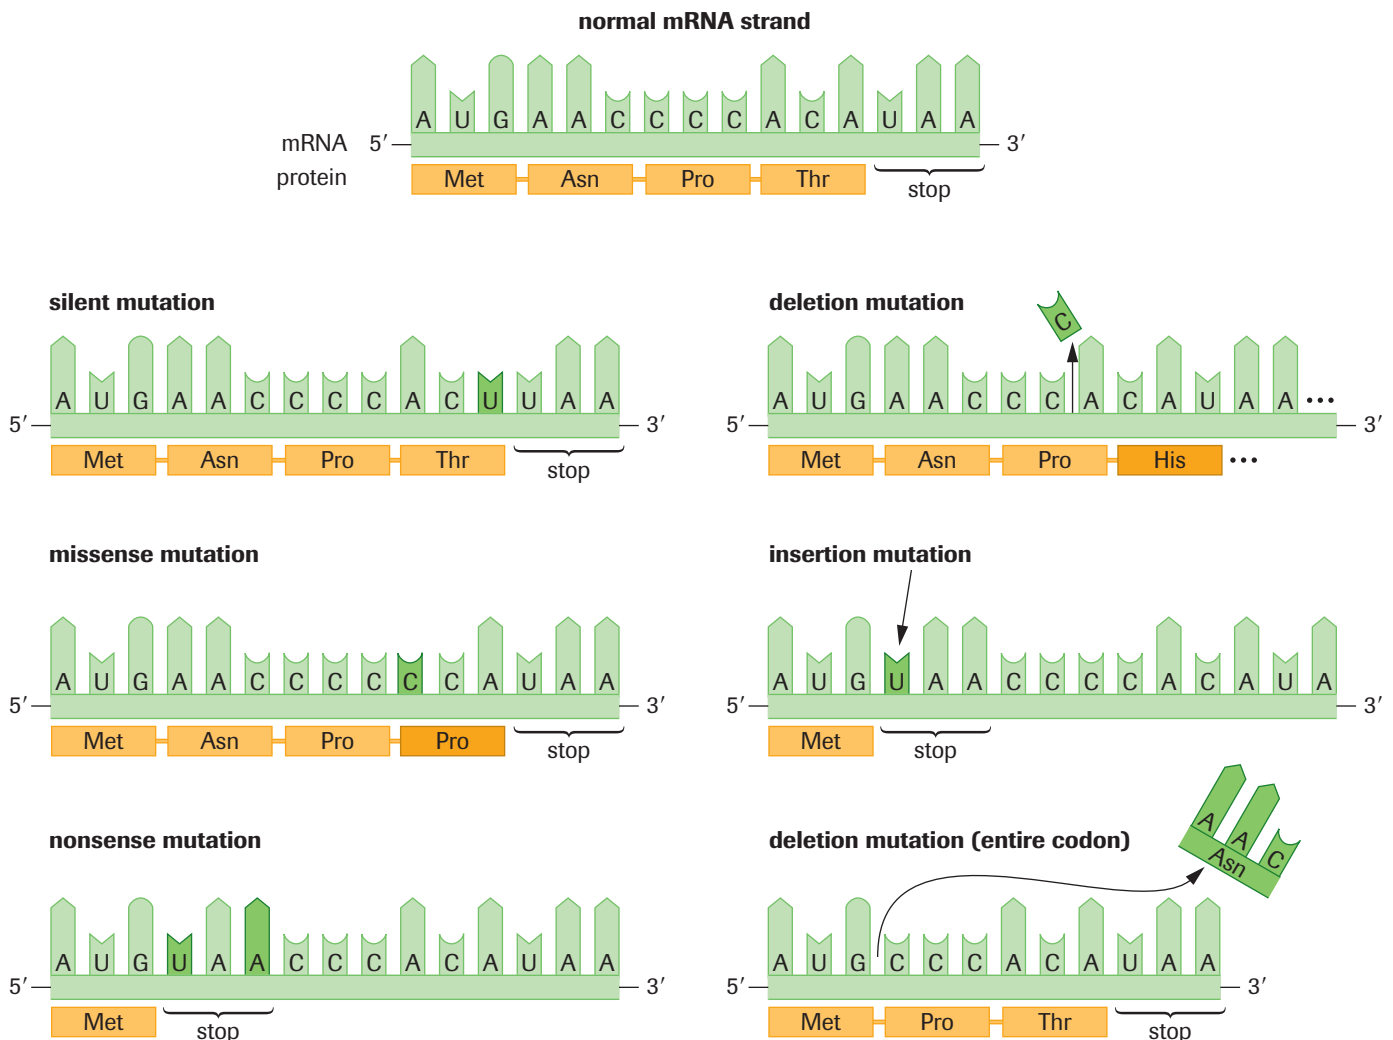 normal mRNA strand
A U G A A C C C C A C A U A A
mRNA 5′ 3′
protein Met Asn Pro Thr stop
silent mutation
A U G A A C C C C A C U U A A
5′ 3′
Met Asn Pro Thr stop
deletion mutation
C
A U G A A C C C A C A U A A ...
5′ 3′
Met Asn Pro His ...
missense mutation
A U G A A C C C C C C A U A A
5′ 3′
Met Asn Pro Pro stop
insertion mutation
A U G U A A C C C C A C A U A
5′ 3′
Met stop
nonsense mutation
A U G U A A C C C A C A U A A
5′ 3′
Met stop
deletion mutation (entire codon)
A A C
Asn
A U G C C C A C A U A A
5′ 3′
Met Pro Thr stop